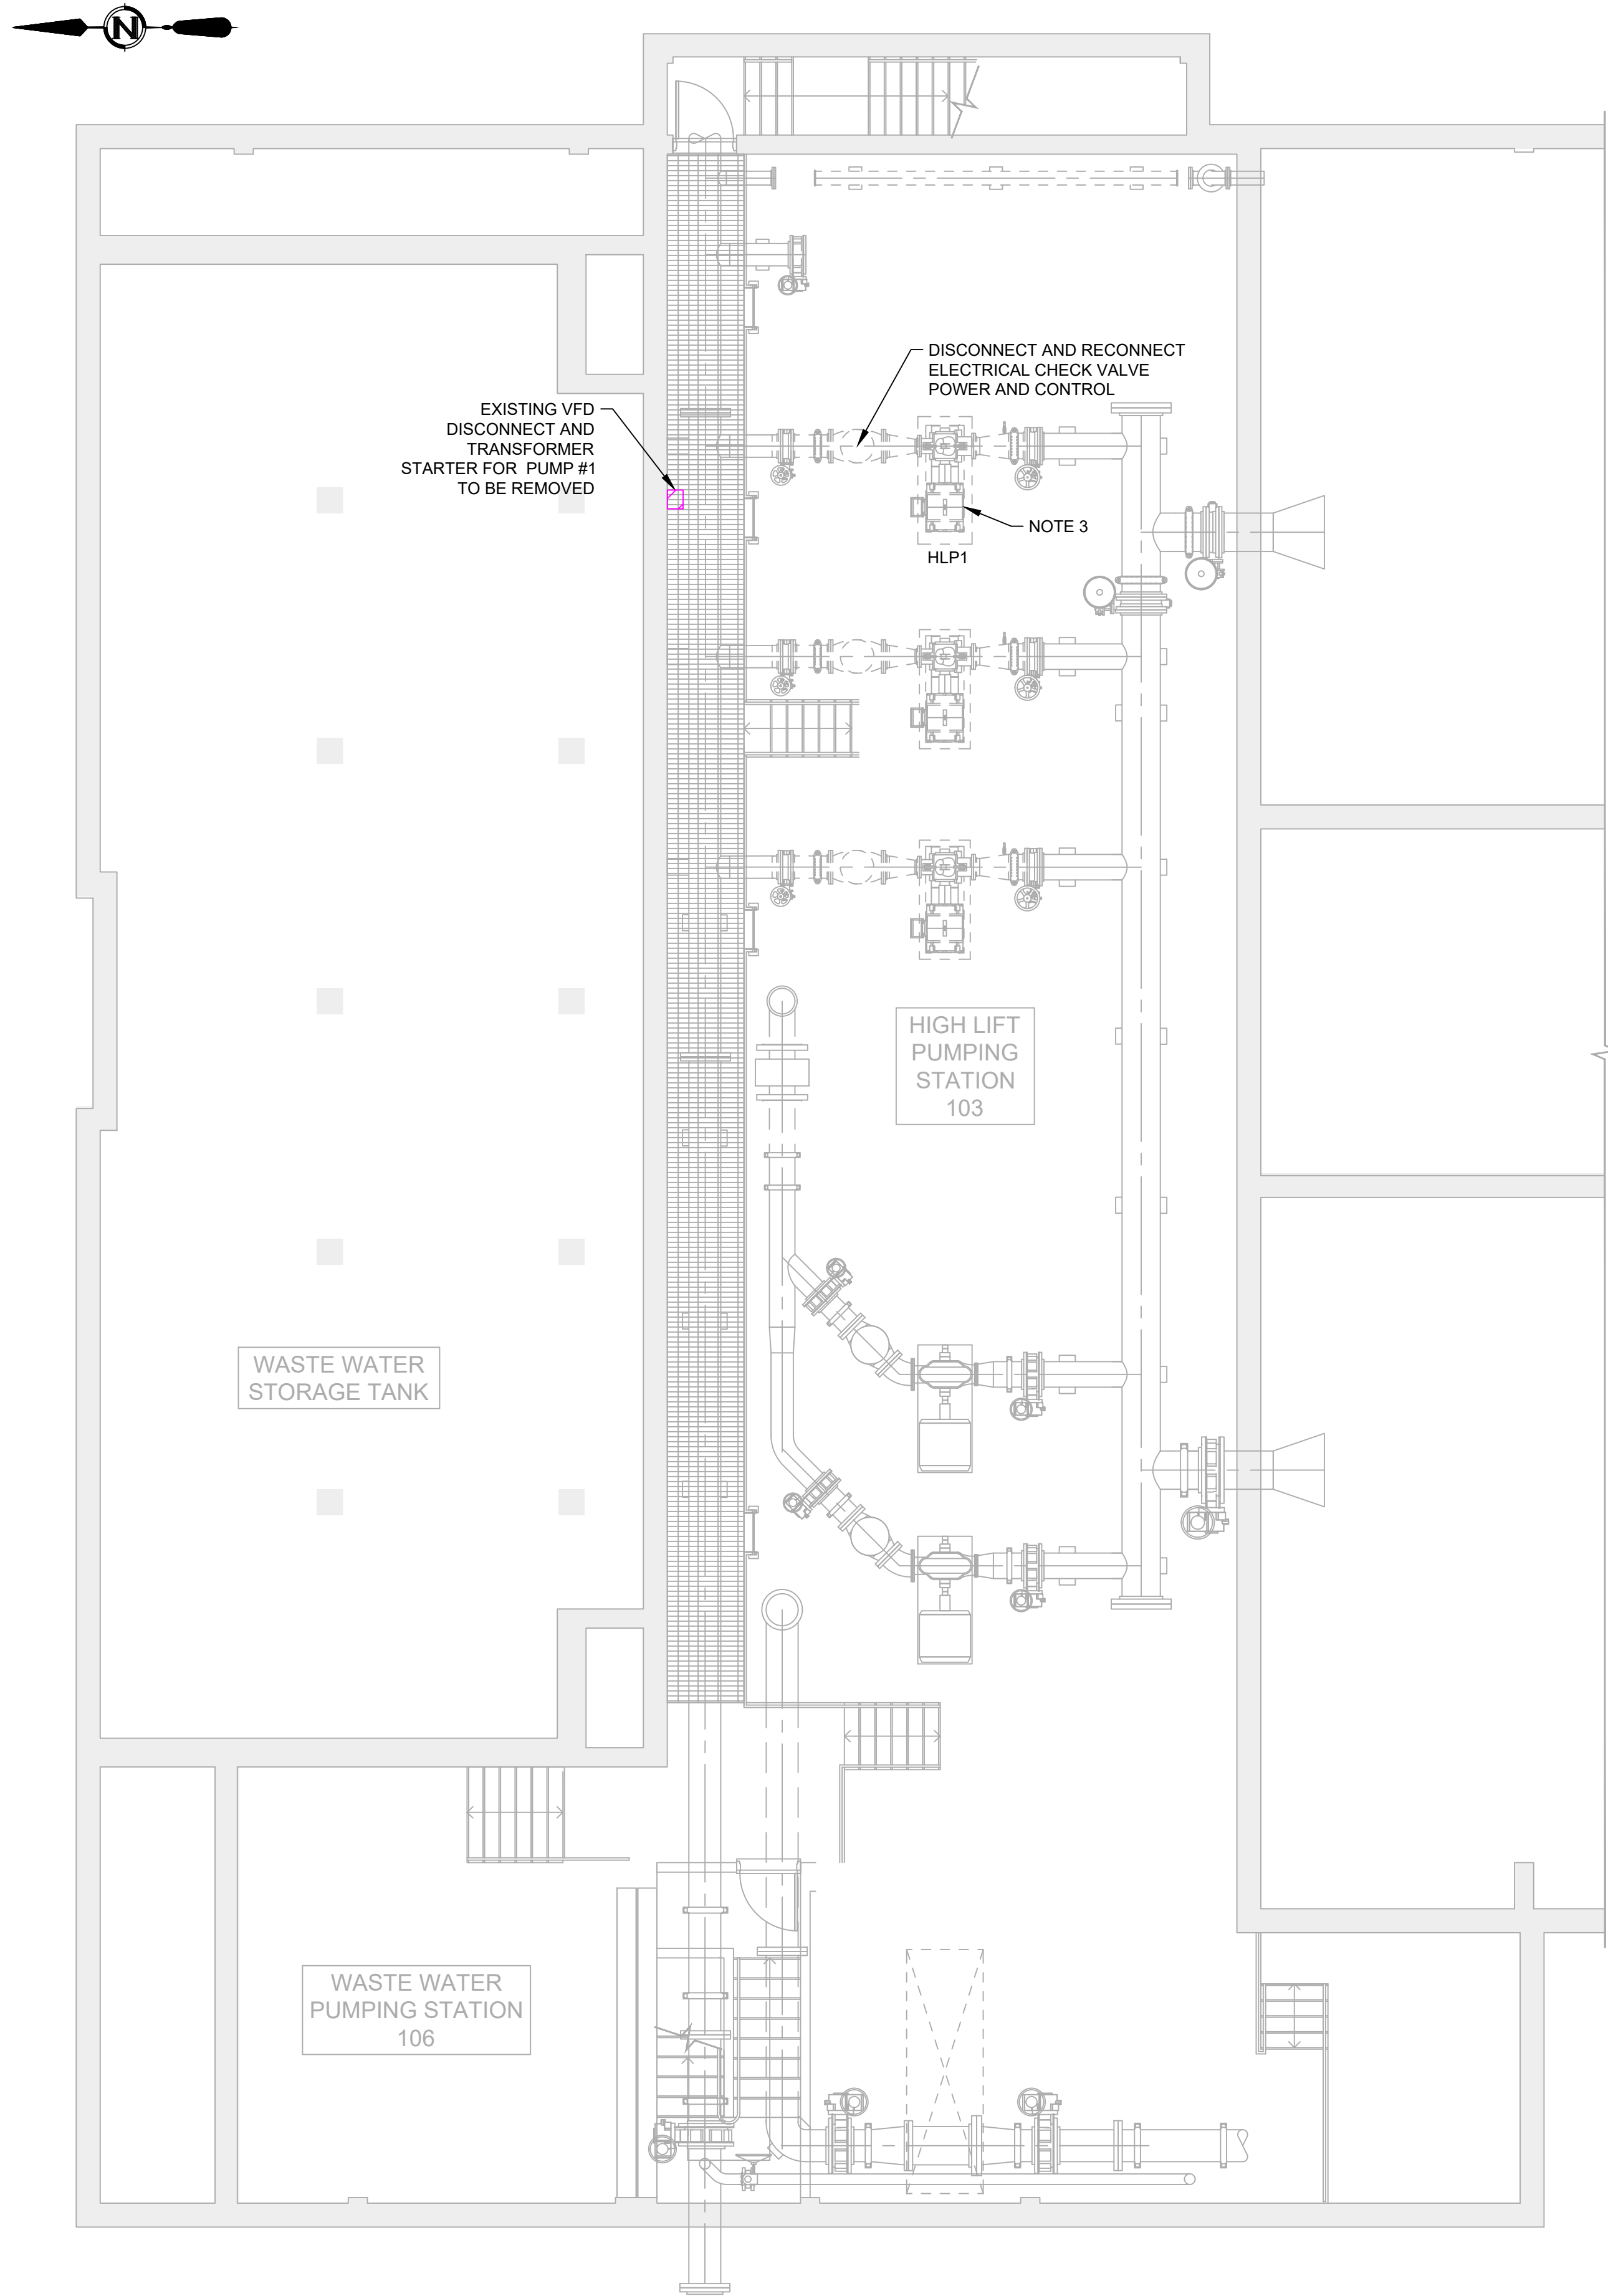 N
DISCONNECT AND RECONNECT
ELECTRICAL CHECK VALVE
POWER AND CONTROL
EXISTING VFD
DISCONNECT AND
TRANSFORMER
STARTER FOR PUMP #1
TO BE REMOVED
NOTE 3
HLP1
HIGH LIFT
PUMPING
STATION
103
WASTE WATER
STORAGE TANK
WASTE WATER
PUMPING STATION
106